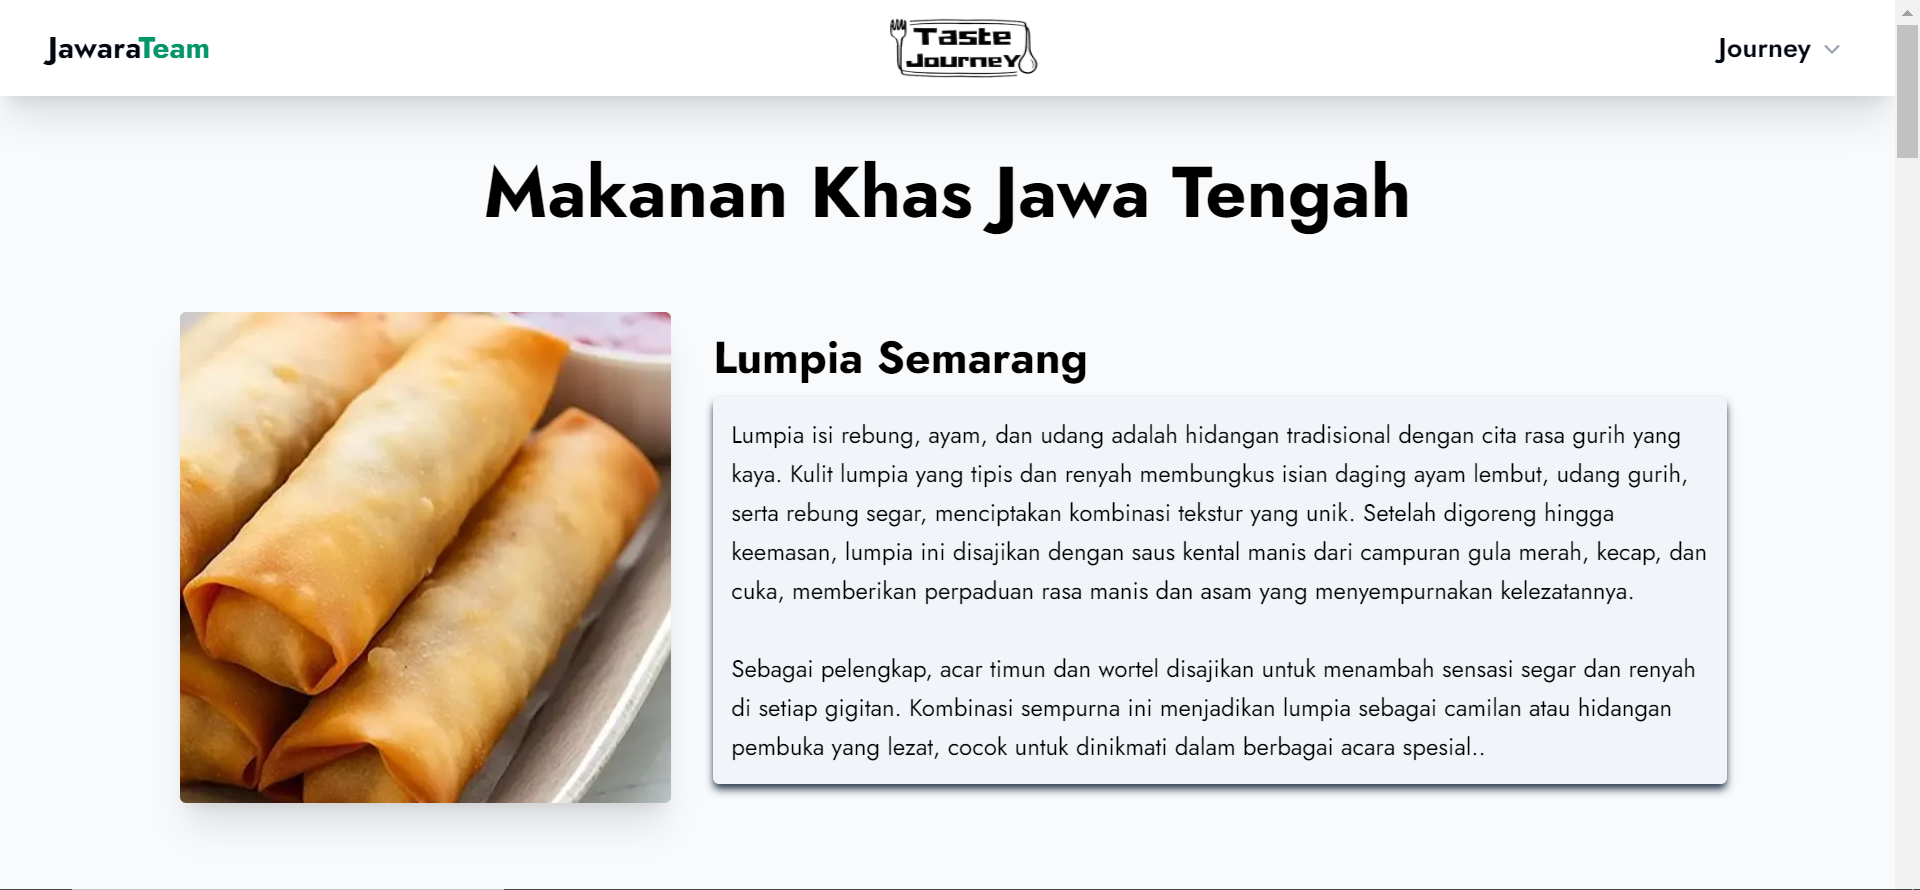 JawaraTeam
Taste
Journey
Journey
Makanan Khas Jawa Tengah
Lumpia Semarang
Lumpia isi rebung, ayam, dan udang adalah hidangan tradisional dengan cita rasa gurih yang
kaya. Kulit lumpia yang tipis dan renyah membungkus isian daging ayam lembut, udang gurih,
serta rebung segar, menciptakan kombinasi tekstur yang unik. Setelah digoreng hingga
keemasan, lumpia ini disajikan dengan saus kental manis dari campuran gula merah, kecap, dan
cuka, memberikan perpaduan rasa manis dan asam yang menyempurnakan kelezatannya.
Sebagai pelengkap, acar timun dan wortel disajikan untuk menambah sensasi segar dan renyah
di setiap gigitan. Kombinasi sempurna ini menjadikan lumpia sebagai camilan atau hidangan
pembuka yang lezat, cocok untuk dinikmati dalam berbagai acara spesial..